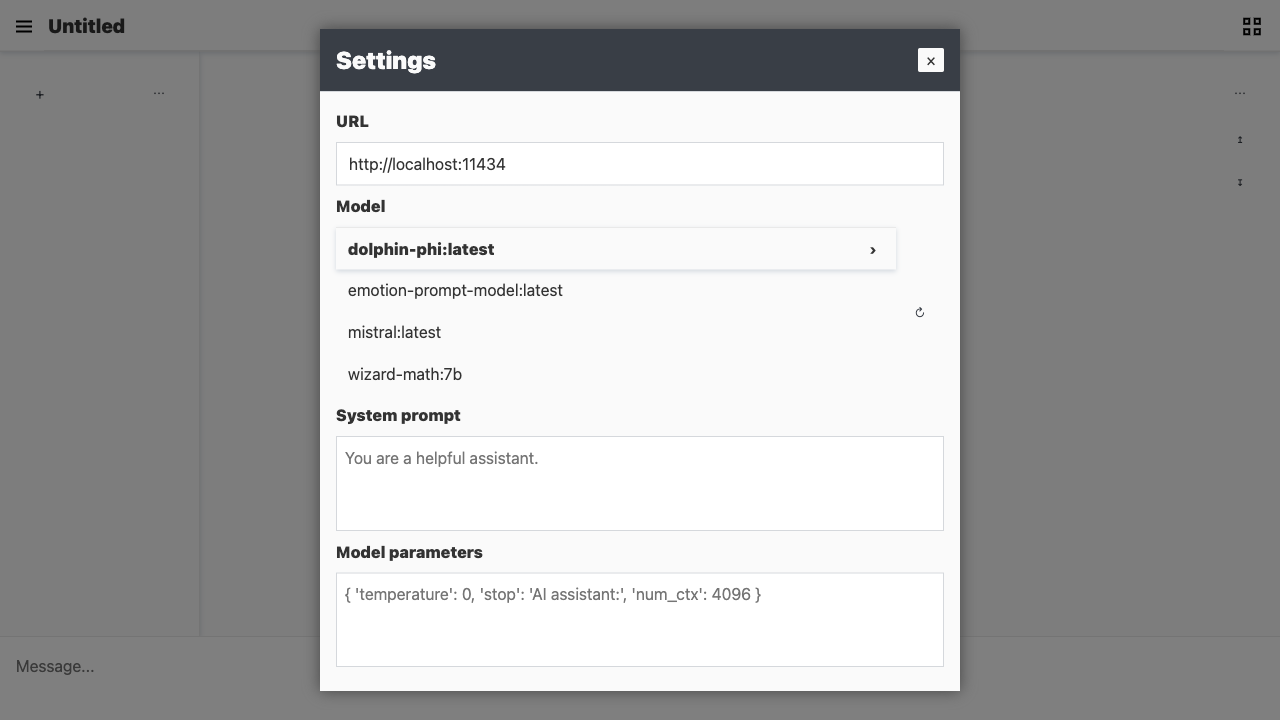 Untitled
Settings
×
+
...
...
URL
http://localhost:11434
Model
dolphin-phi:latest
›
emotion-prompt-model:latest
mistral:latest
wizard-math:7b
↻
↥
↧
System prompt
You are a helpful assistant.
Model parameters
{ 'temperature': 0, 'stop': 'AI assistant:', 'num_ctx': 4096 }
Message...